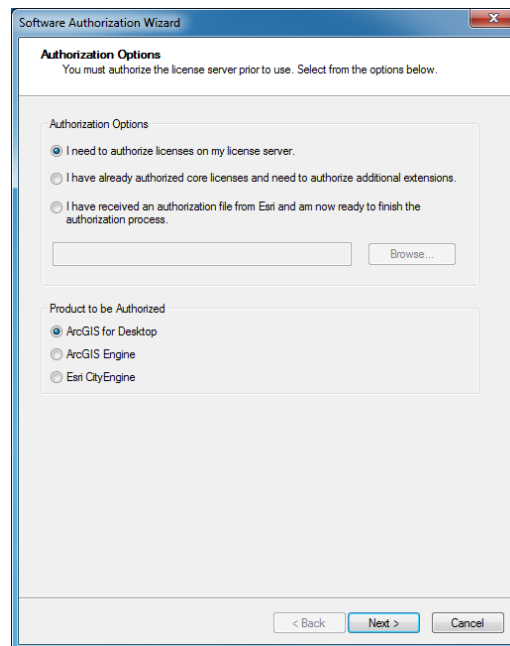 Software Authorization Wizard
Authorization Options
You must authorize the license server prior to use. Select from the options below.
Authorization Options
I need to authorize licenses on my license server.
I have already authorized core licenses and need to authorize additional extensions.
I have received an authorization file from Esri and am now ready to finish the
authorization process.
Browse...
Product to be Authorized
ArcGIS for Desktop
ArcGIS Engine
Esri CityEngine
< Back Next > Cancel